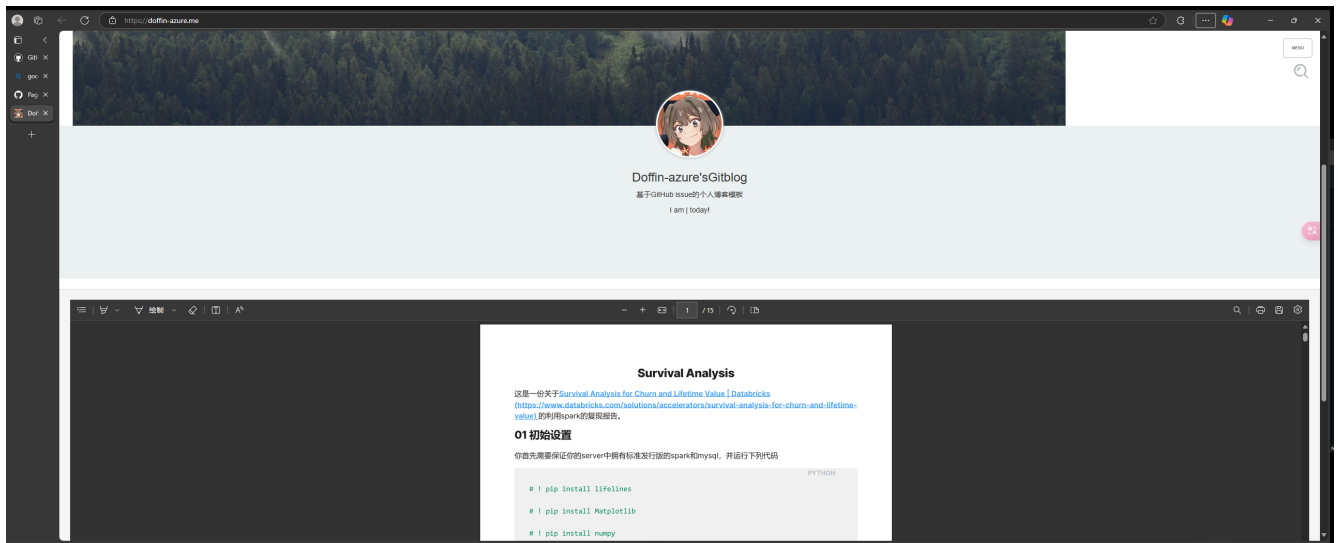 https://doffin-azure.me
Gitl
goo
Pag
Dof
MENU
Doffin-azure'sGitblog
基于GitHub issue的个人博客模板
I am | today!
绘制
1 / 15
Survival Analysis
这是一份关于Survival Analysis for Churn and Lifetime Value | Databricks
(https://www.databricks.com/solutions/accelerators/survival-analysis-for-churn-and-lifetime-
value) 的利用spark的复现报告。
01 初始设置
你首先需要保证你的server中拥有标准发行版的spark和mysql，并运行下列代码
PYTHON
# ! pip install lifelines
# ! pip install Matplotlib
# ! pip install numpy